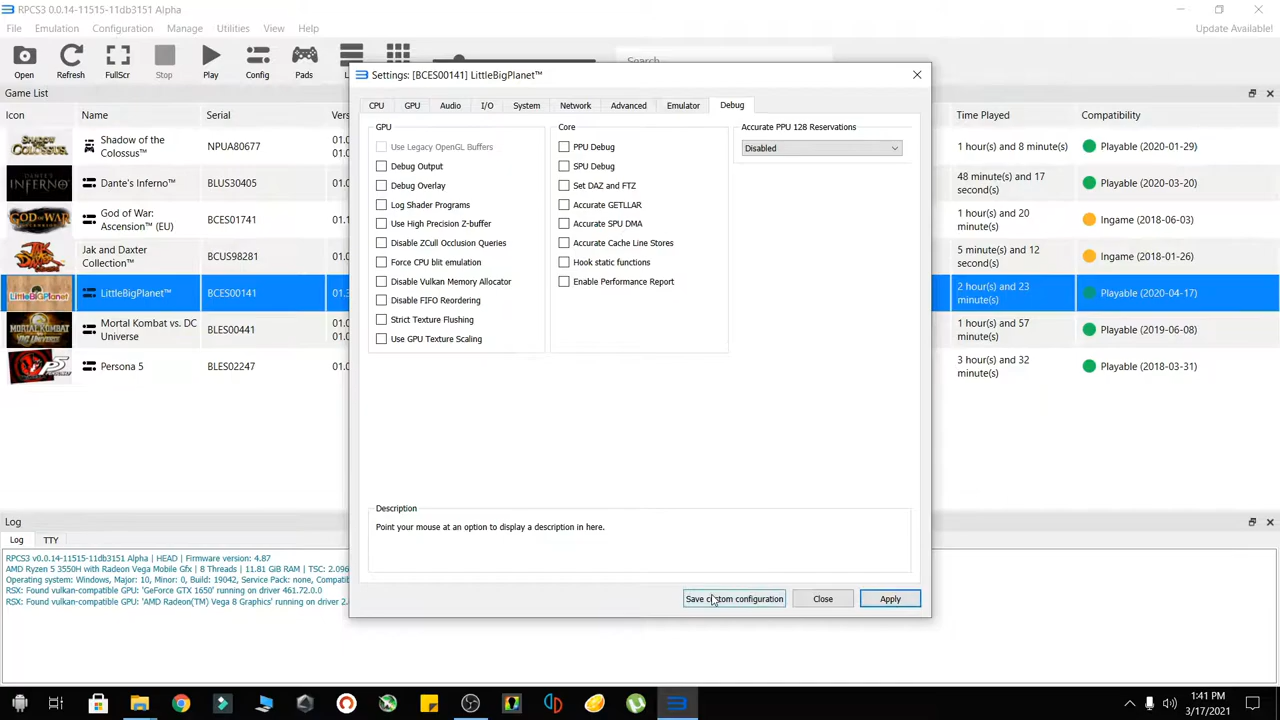 RPCS3 0.0.14-11515-11db3151 Alpha
File Emulation Configuration Manage Utilities View Help
Update Available!
Open Refresh FullScr Stop Play Config Pads
Search
Game List
Icon Name Serial
Time Played Compatibility
SHADOW OF THE COLOSSUS
Shadow of the
Colossus™
NPUA80677
1 hour(s) and 8 minute(s)
Playable (2020-01-29)
DANTE'S INFERNO
Dante's Inferno™
BLUS30405
48 minute(s) and 17
second(s)
Playable (2020-03-20)
GOD OF WAR
God of War:
Ascension™ (EU)
BCES01741
1 hour(s) and 20
minute(s)
Ingame (2018-06-03)
Jak and Daxter
Collection™
BCUS98281
5 minute(s) and 12
second(s)
Ingame (2018-01-26)
LittleBIGPlanet
LittleBigPlanet™
BCES00141
2 hour(s) and 23
minute(s)
Playable (2020-04-17)
MORTAL KOMBAT
Mortal Kombat vs. DC
Universe
BLES00441
1 hour(s) and 57
minute(s)
Playable (2019-06-08)
P5
Persona 5
BLES02247
3 hour(s) and 32
minute(s)
Playable (2018-03-31)
Settings: [BCES00141] LittleBigPlanet™
CPU GPU Audio I/O System Network Advanced Emulator Debug
GPU
Use Legacy OpenGL Buffers
Debug Output
Debug Overlay
Log Shader Programs
Use High Precision Z-buffer
Disable ZCull Occlusion Queries
Force CPU blit emulation
Disable Vulkan Memory Allocator
Disable FIFO Reordering
Strict Texture Flushing
Use GPU Texture Scaling
Core
PPU Debug
SPU Debug
Set DAZ and FTZ
Accurate GETLLAR
Accurate SPU DMA
Accurate Cache Line Stores
Hook static functions
Enable Performance Report
Accurate PPU 128 Reservations
Disabled
Description
Point your mouse at an option to display a description in here.
Save custom configuration Close Apply
Log
Log TTY
RPCS3 v0.0.14-11515-11db3151 Alpha | HEAD | Firmware version: 4.87
AMD Ryzen 5 3550H with Radeon Vega Mobile Gfx | 8 Threads | 11.81 GiB RAM | TSC: 2.096
Operating system: Windows, Major: 10, Minor: 0, Build: 19042, Service Pack: none, Compatib
RSX: Found vulkan-compatible GPU: 'GeForce GTX 1650' running on driver 461.72.0.0
RSX: Found vulkan-compatible GPU: 'AMD Radeon(TM) Vega 8 Graphics' running on driver 2.
1:41 PM
3/17/2021